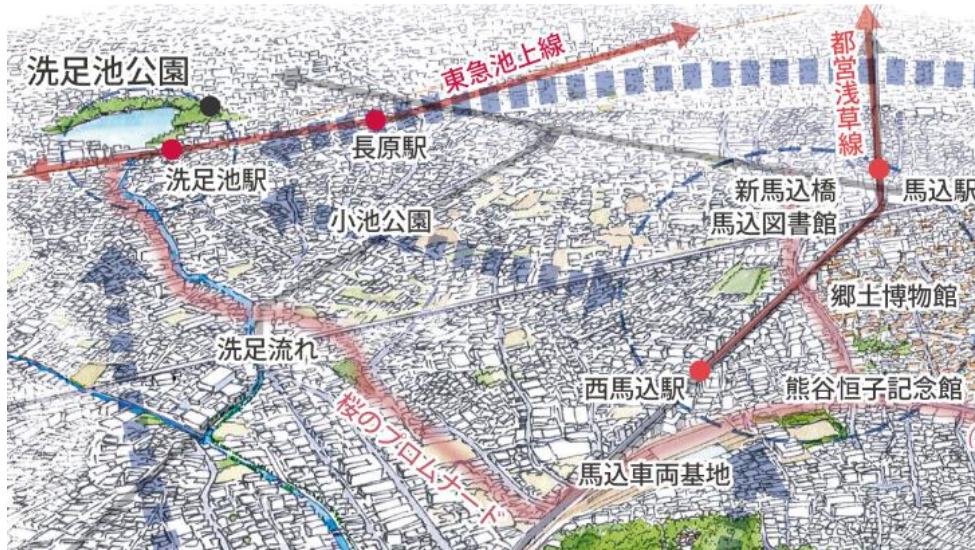 洗足池公園
東急池上線
都営浅草線
長原駅
洗足池駅
新馬込橋
馬込駅
小池公園
馬込図書館
郷土博物館
洗足流れ
西馬込駅
熊谷恒子記念館
桜のプロムナード
馬込車両基地